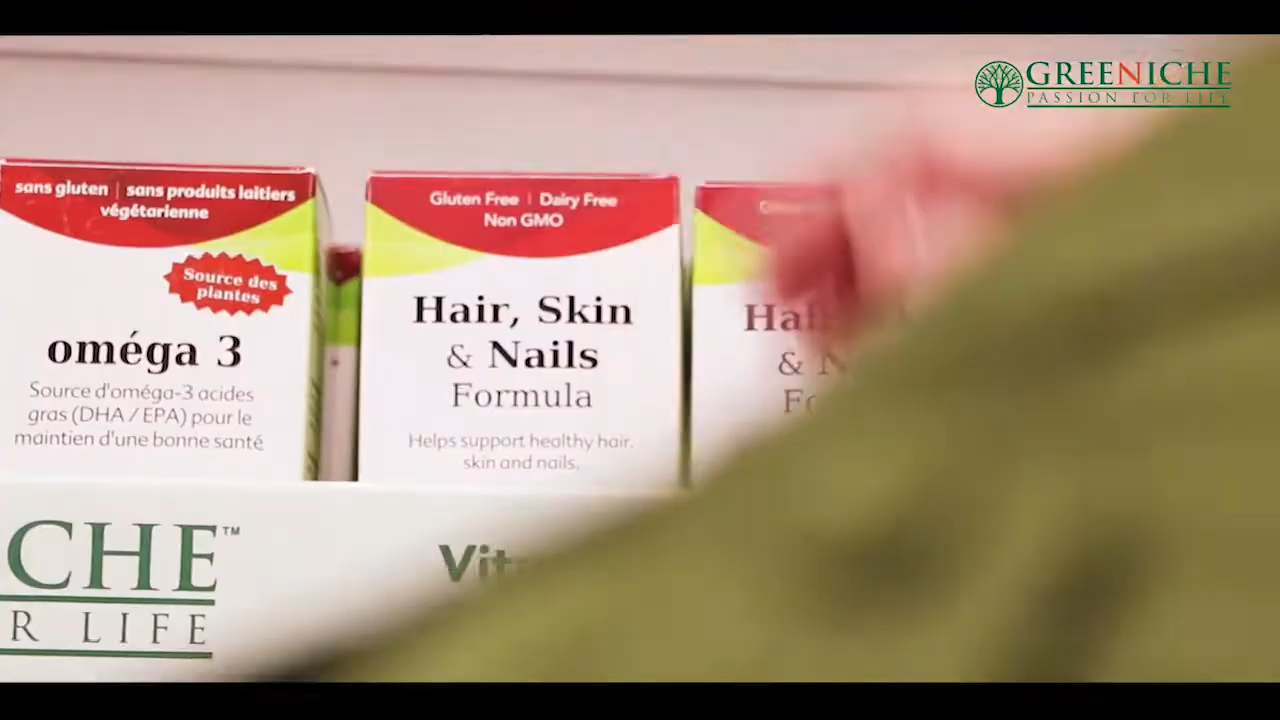 GREENICHE
PASSION FOR LIFE
sans gluten | sans produits laitiers
végétarienne
Source des
plantes
oméga 3
Source d'oméga-3 acides
gras (DHA / EPA) pour le
maintien d'une bonne santé
Gluten Free | Dairy Free
Non GMO
Hair, Skin
& Nails
Formula
Helps support healthy hair,
skin and nails.
&
CHE™
R LIFE